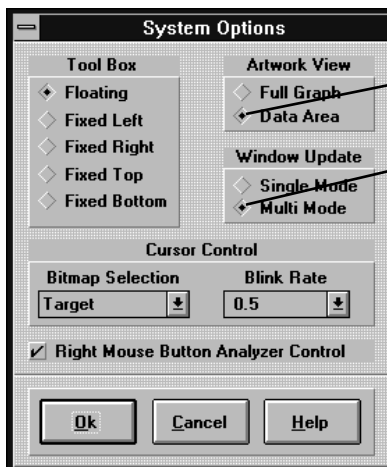 System Options
Tool Box
Floating
Fixed Left
Fixed Right
Fixed Top
Fixed Bottom
Artwork View
Full Graph
Data Area
Window Update
Single Mode
Multi Mode
Cursor Control
Bitmap Selection
Target
Blink Rate
0.5
Right Mouse Button Analyzer Control
Ok
Cancel
Help